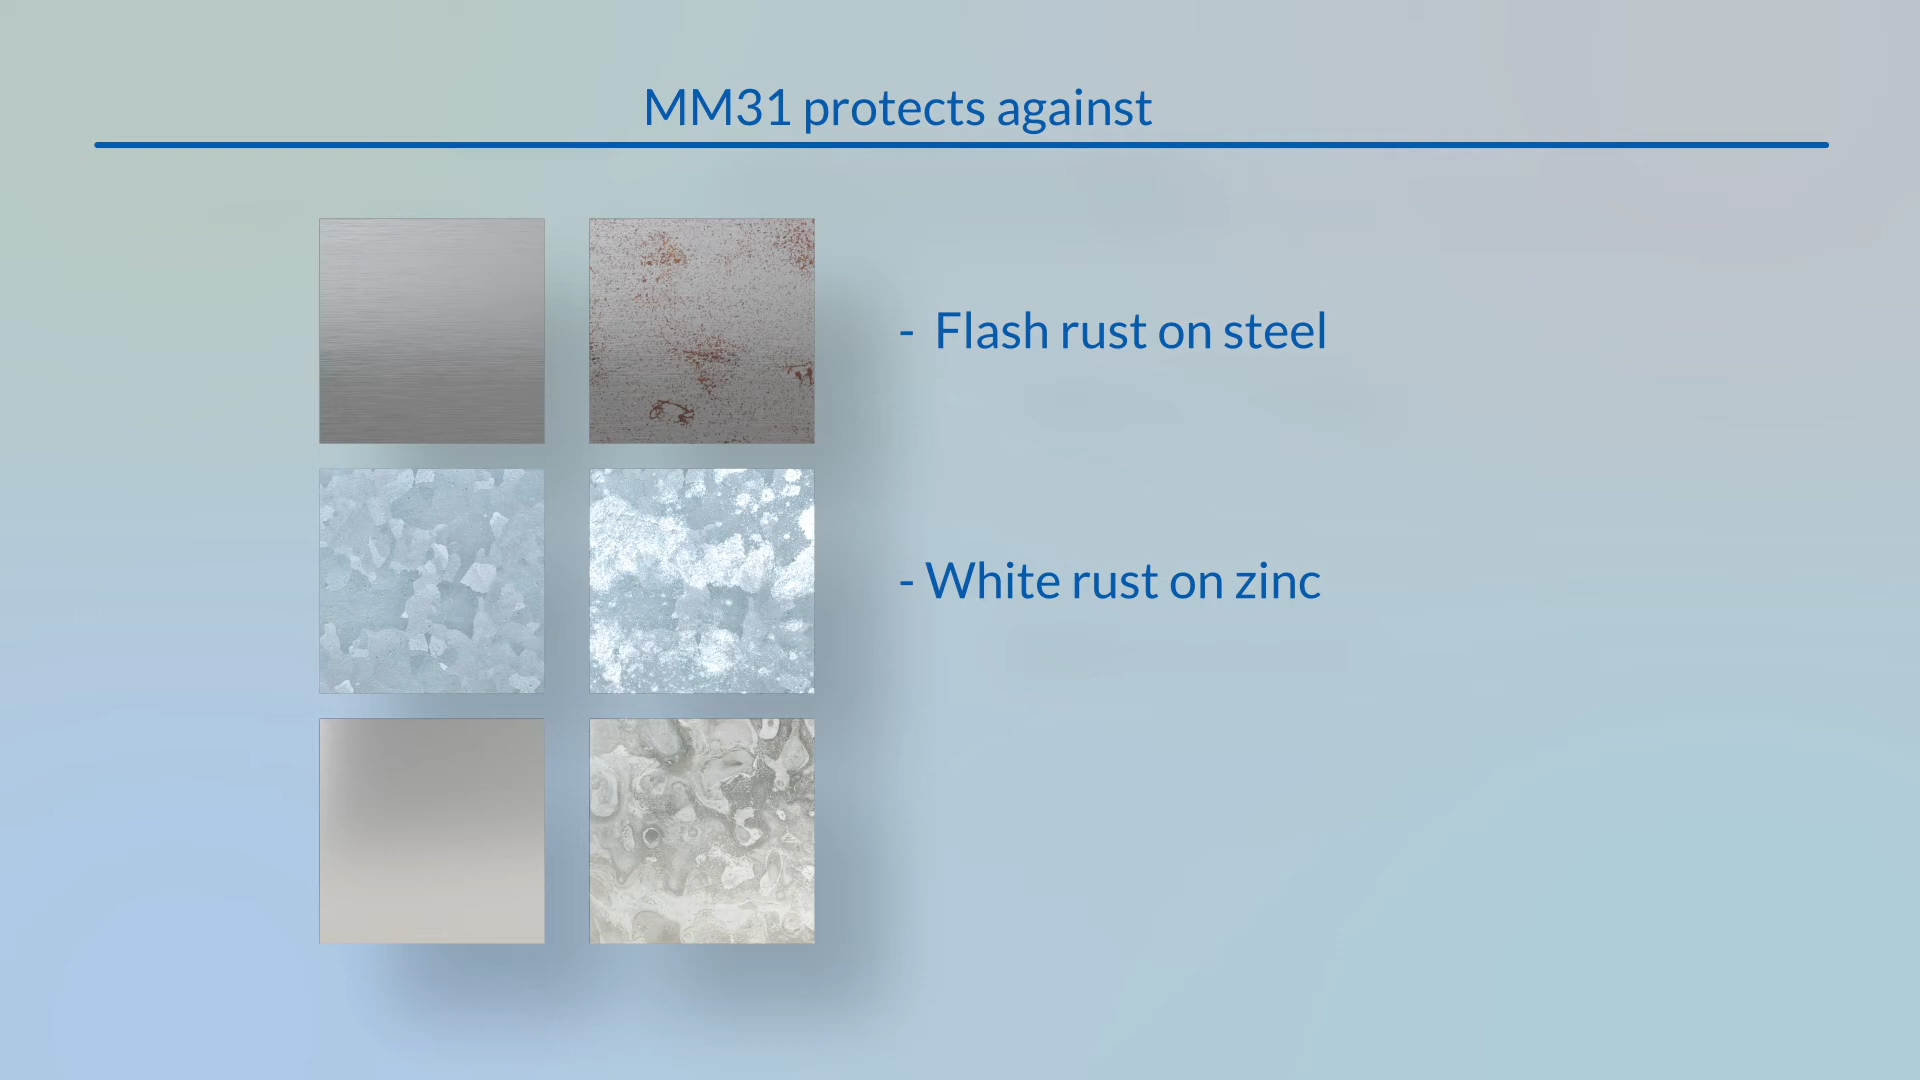 MM31 protects against
- Flash rust on steel
- White rust on zinc